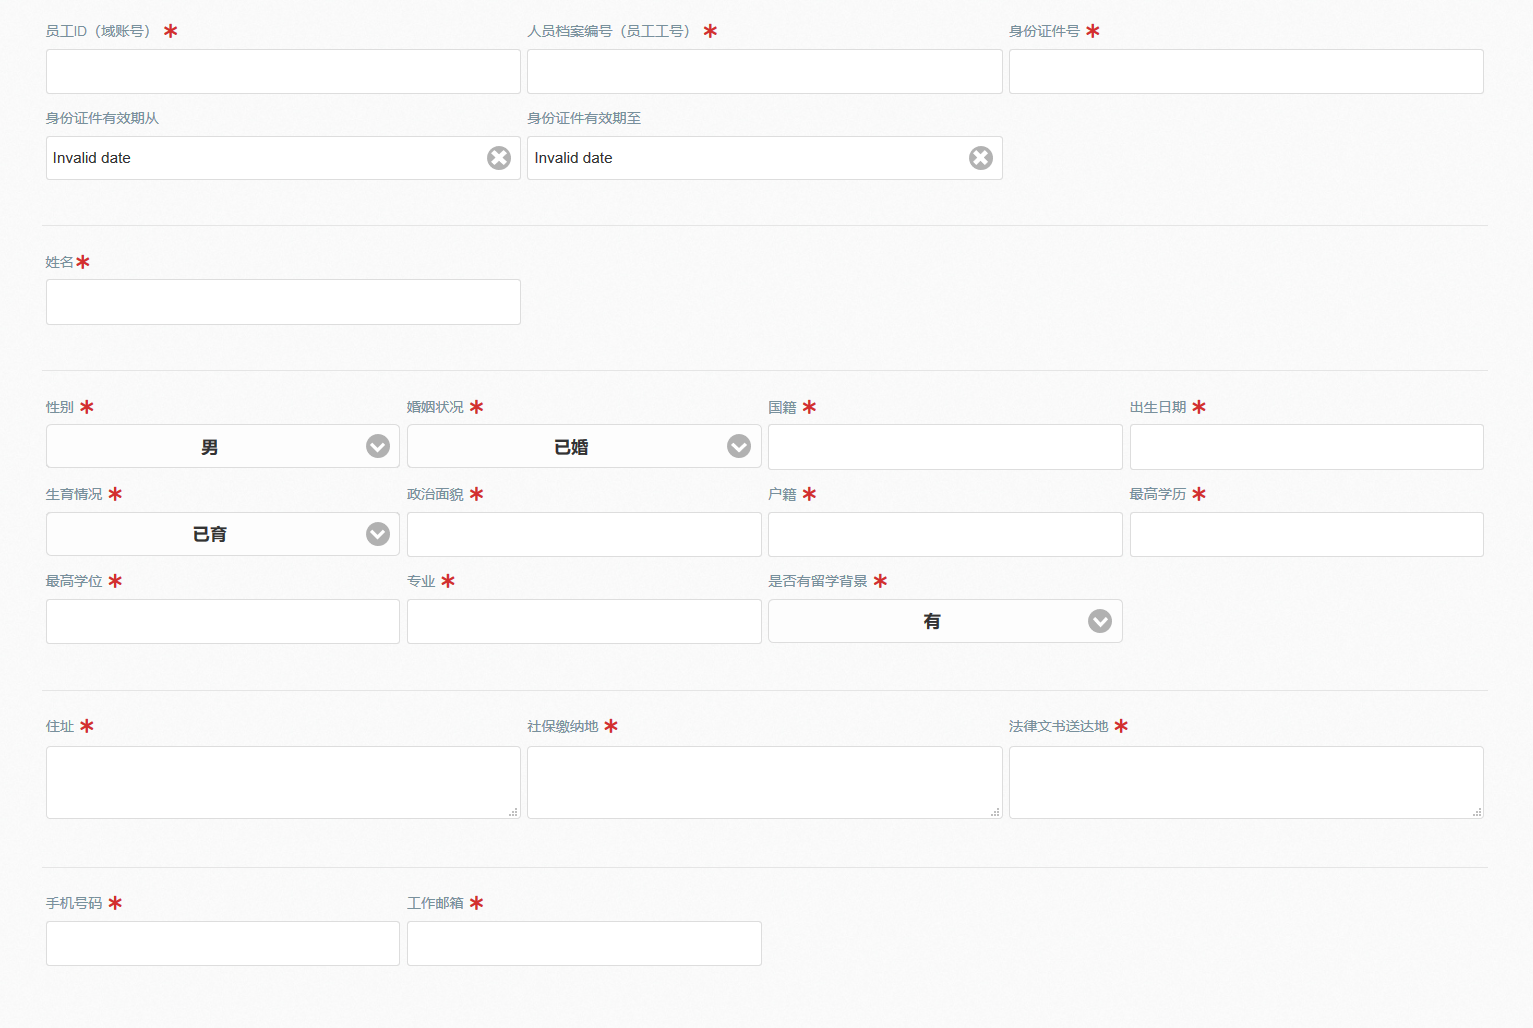 员工ID（域账号） *
人员档案编号（员工工号） *
身份证件号 *
身份证件有效期从
身份证件有效期至
Invalid date
Invalid date
姓名*
性别 *
婚姻状况 *
国籍 *
出生日期 *
男
已婚
生育情况 *
政治面貌 *
户籍 *
最高学历 *
已育
最高学位 *
专业 *
是否有留学背景 *
有
住址 *
社保缴纳地 *
法律文书送达地 *
手机号码 *
工作邮箱 *